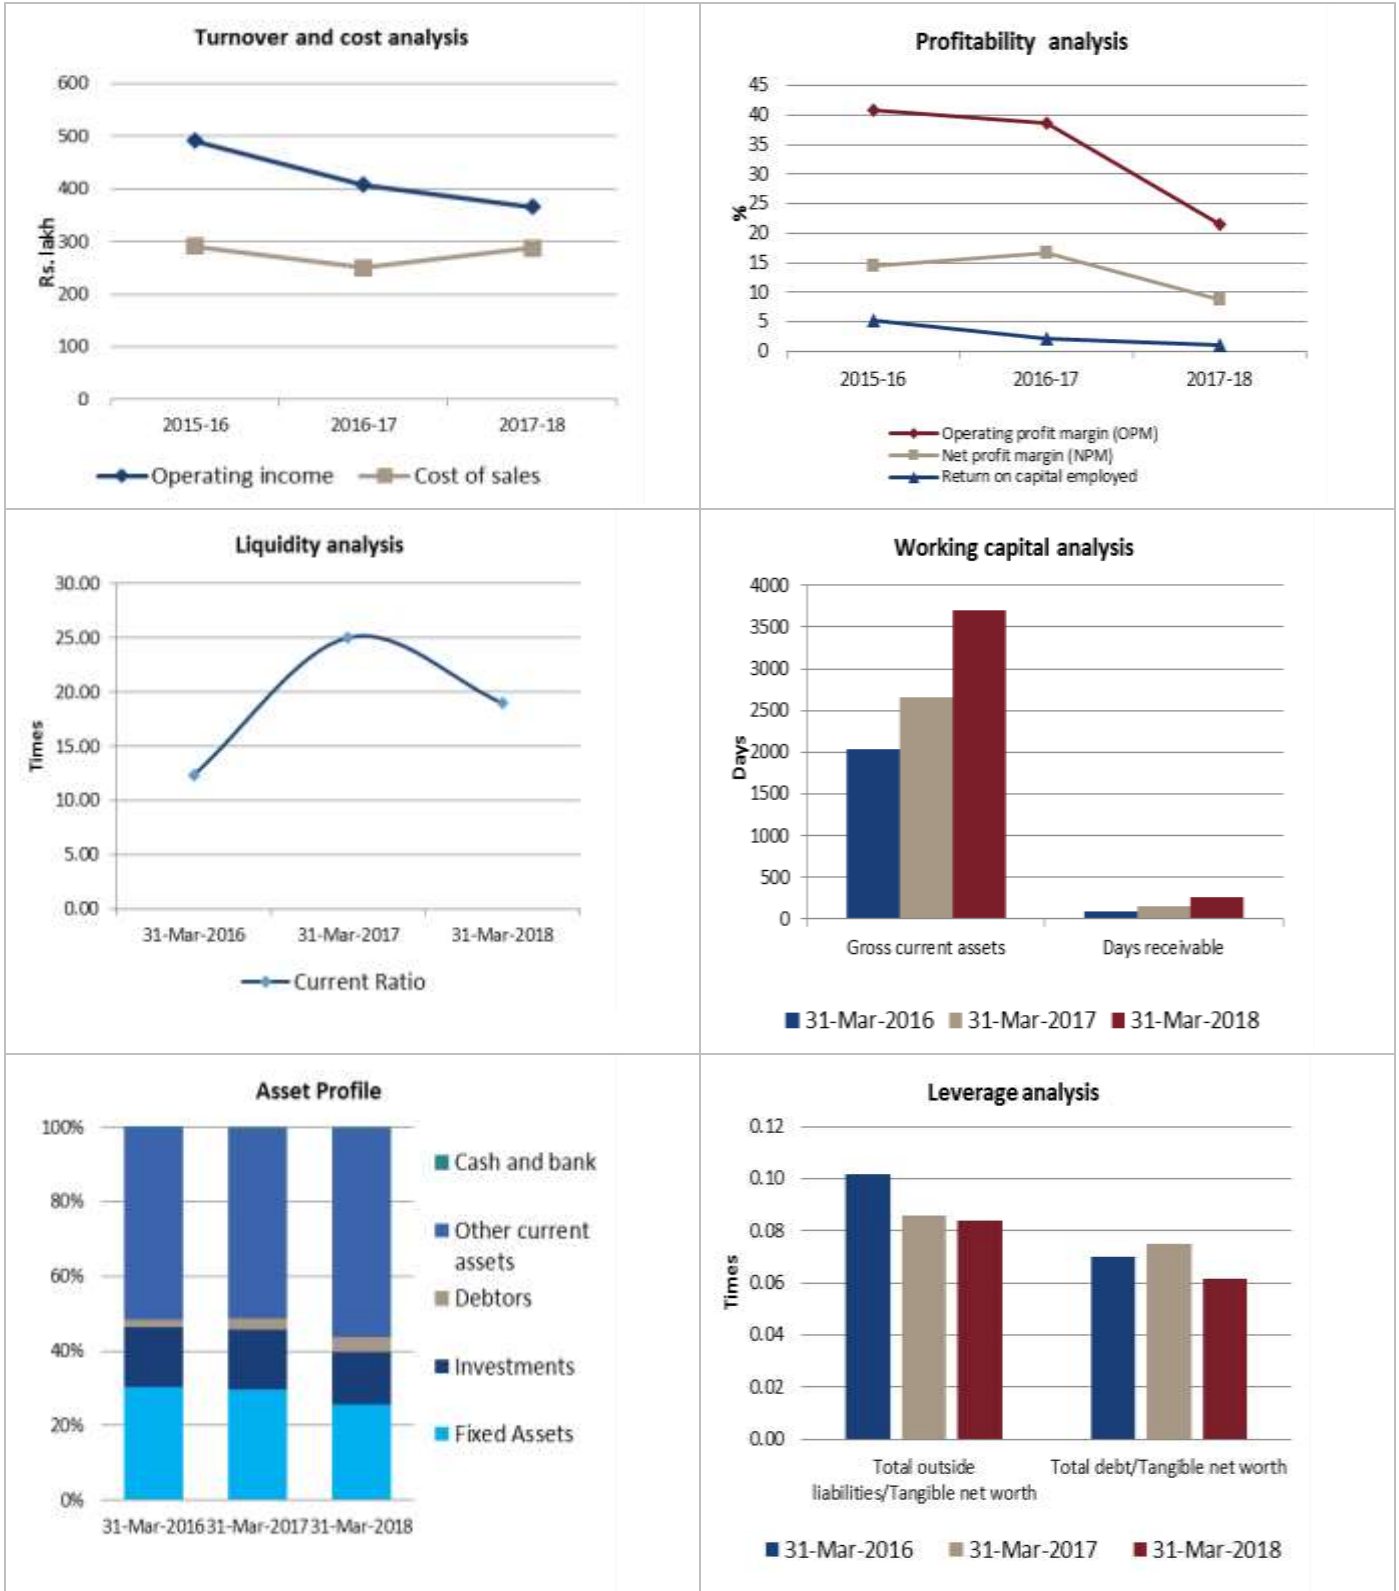 Turnover and cost analysis
600
500
400
300
200
100
0
Rs. lakh
2015-16 2016-17 2017-18
Operating income Cost of sales
Profitability analysis
45
40
35
30
25
20
15
10
5
0
%
2015-16 2016-17 2017-18
Operating profit margin (OPM)
Net profit margin (NPM)
Return on capital employed
Liquidity analysis
30.00
25.00
20.00
15.00
10.00
5.00
0.00
Times
31-Mar-2016 31-Mar-2017 31-Mar-2018
Current Ratio
Working capital analysis
4000
3500
3000
2500
2000
1500
1000
500
0
Days
Gross current assets Days receivable
31-Mar-2016 31-Mar-2017 31-Mar-2018
Asset Profile
100%
80%
60%
40%
20%
0%
31-Mar-2016 31-Mar-2017 31-Mar-2018
Cash and bank
Other current
assets
Debtors
Investments
Fixed Assets
Leverage analysis
0.12
0.10
0.08
0.06
0.04
0.02
0.00
Times
Total outside Total debt/Tangible net worth
liabilities/Tangible net worth
31-Mar-2016 31-Mar-2017 31-Mar-2018